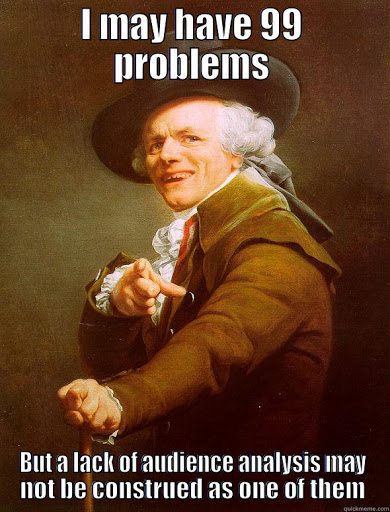 I may have 99
problems
But a lack of audience analysis may
not be construed as one of them
quickmeme.com